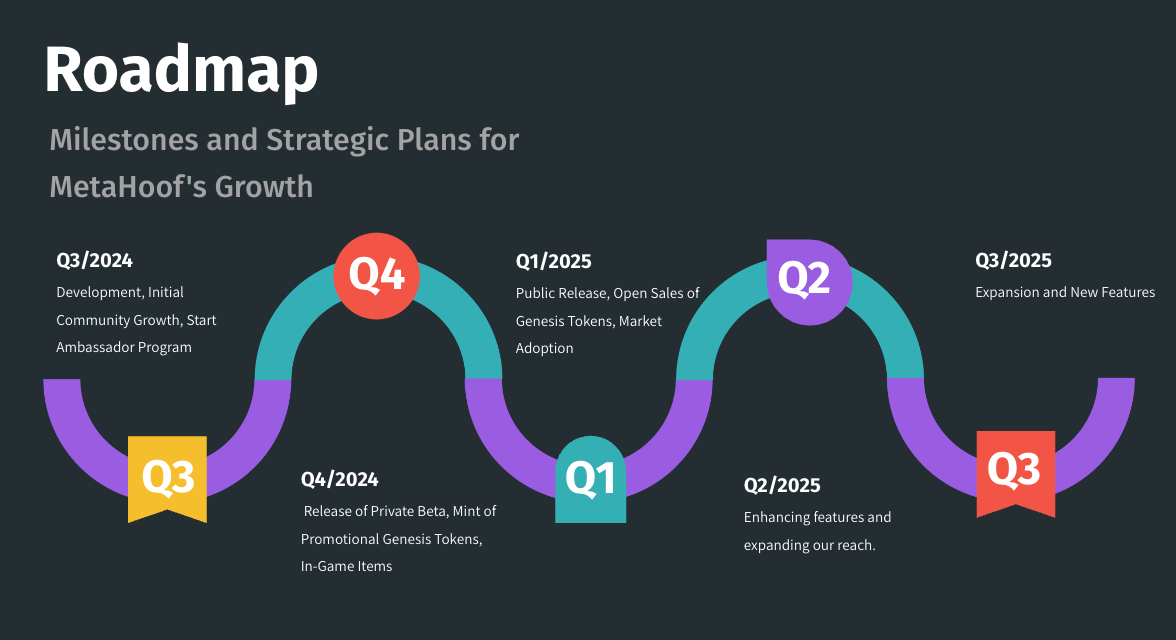 Roadmap
Milestones and Strategic Plans for
MetaHoof's Growth
Q3/2024
Development, Initial
Community Growth, Start
Ambassador Program
Q3
Q4
Q4/2024
Release of Private Beta, Mint of
Promotional Genesis Tokens,
In-Game Items
Q1/2025
Public Release, Open Sales of
Genesis Tokens, Market
Adoption
Q1
Q2
Q2/2025
Enhancing features and
expanding our reach.
Q3/2025
Expansion and New Features
Q3